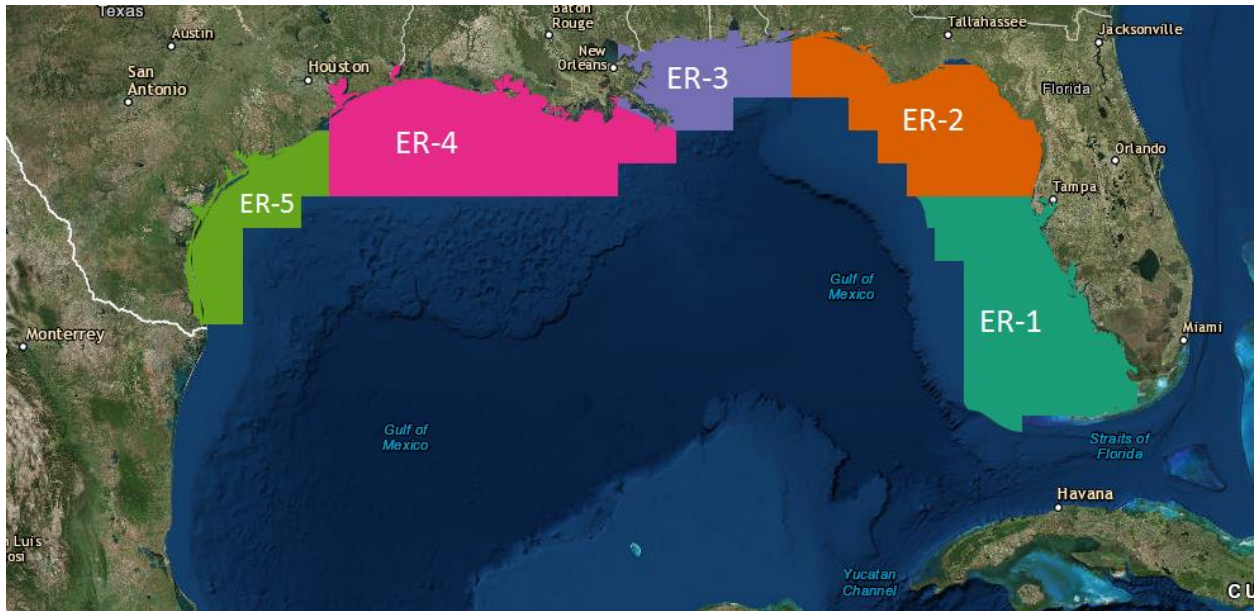 Texas
Baton
Rouge
Tallahassee
Jacksonville
Austin
New
Orleans
Houston
ER-3
San
Antonio
Florida
ER-2
ER-4
Orlando
Tampa
ER-5
Gulf of
Mexico
ER-1
Miami
Monterrey
Gulf of
Mexico
Straits of
Florida
Havana
n Luis
osi
Yucatan
Channel
C U